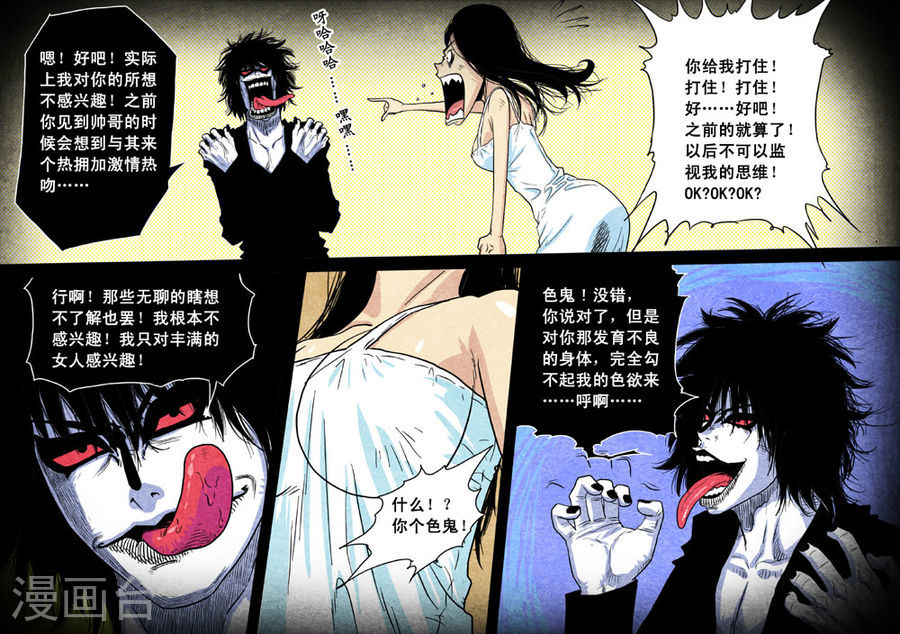 嗯！好吧！实际
上我对你的所想
不感兴趣！之前
你见到帅哥的时
候会想到与其来
个热拥加激情热
吻……
呀哈哈哈……
嘿嘿……
你给我打住！
打住！打住！
好……好吧！
之前的就算了！
以后不可以监
视我的思维！
OK?OK?OK?
行啊！那些无聊的瞎想
不了解也罢！我根本不
感兴趣！我只对丰满的
女人感兴趣！
什么！？
你个色鬼！
色鬼！没错，
你说对了，但是
对你那发育不良
的身体，完全勾
不起我的色欲来
……呼啊……
漫画台